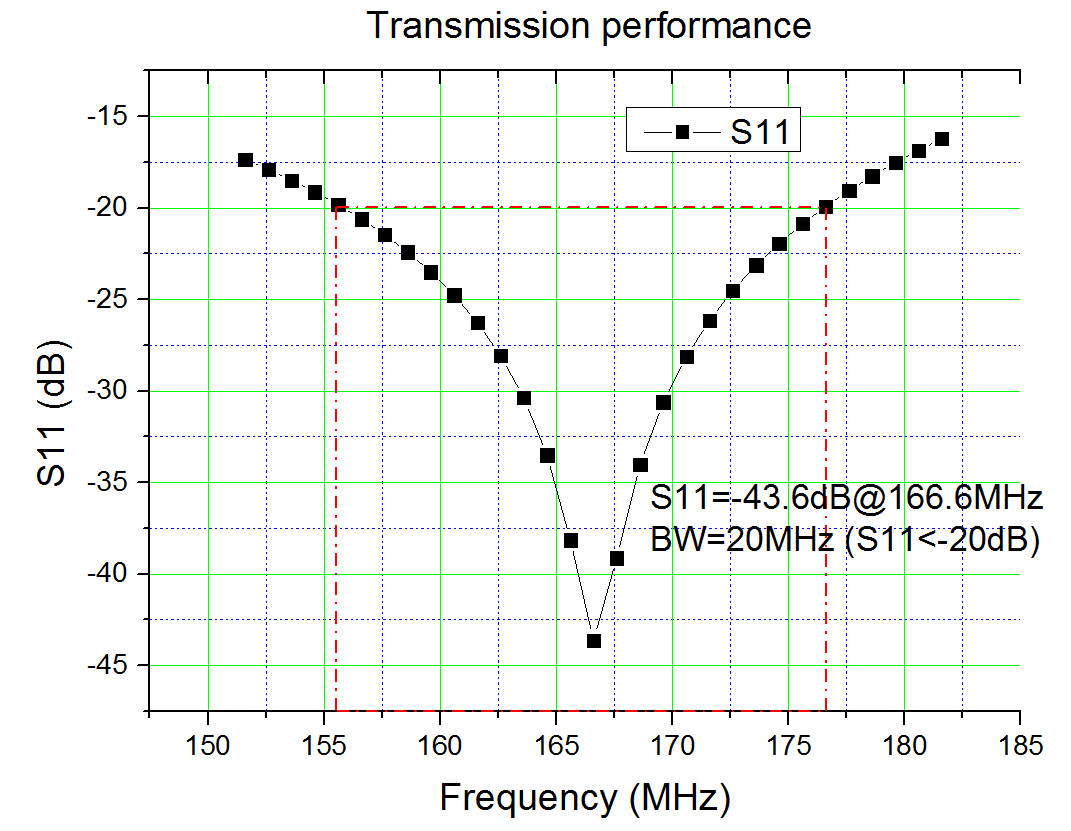 Transmission performance
S11
-15
-20
-25
-30
-35
-40
-45
S11 (dB)
S11=-43.6dB@166.6MHz
BW=20MHz (S11<-20dB)
150 155 160 165 170 175 180 185
Frequency (MHz)